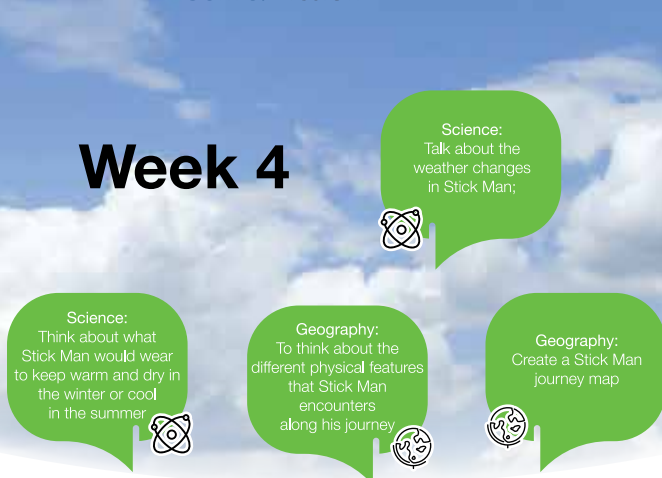 Week 4
Science:
Talk about the
weather changes
in Stick Man;
Science:
Think about what
Stick Man would wear
to keep warm and dry in
the winter or cool
in the summer
Geography:
To think about the
different physical features
that Stick Man
encounters
along his journey
Geography:
Create a Stick Man
journey map